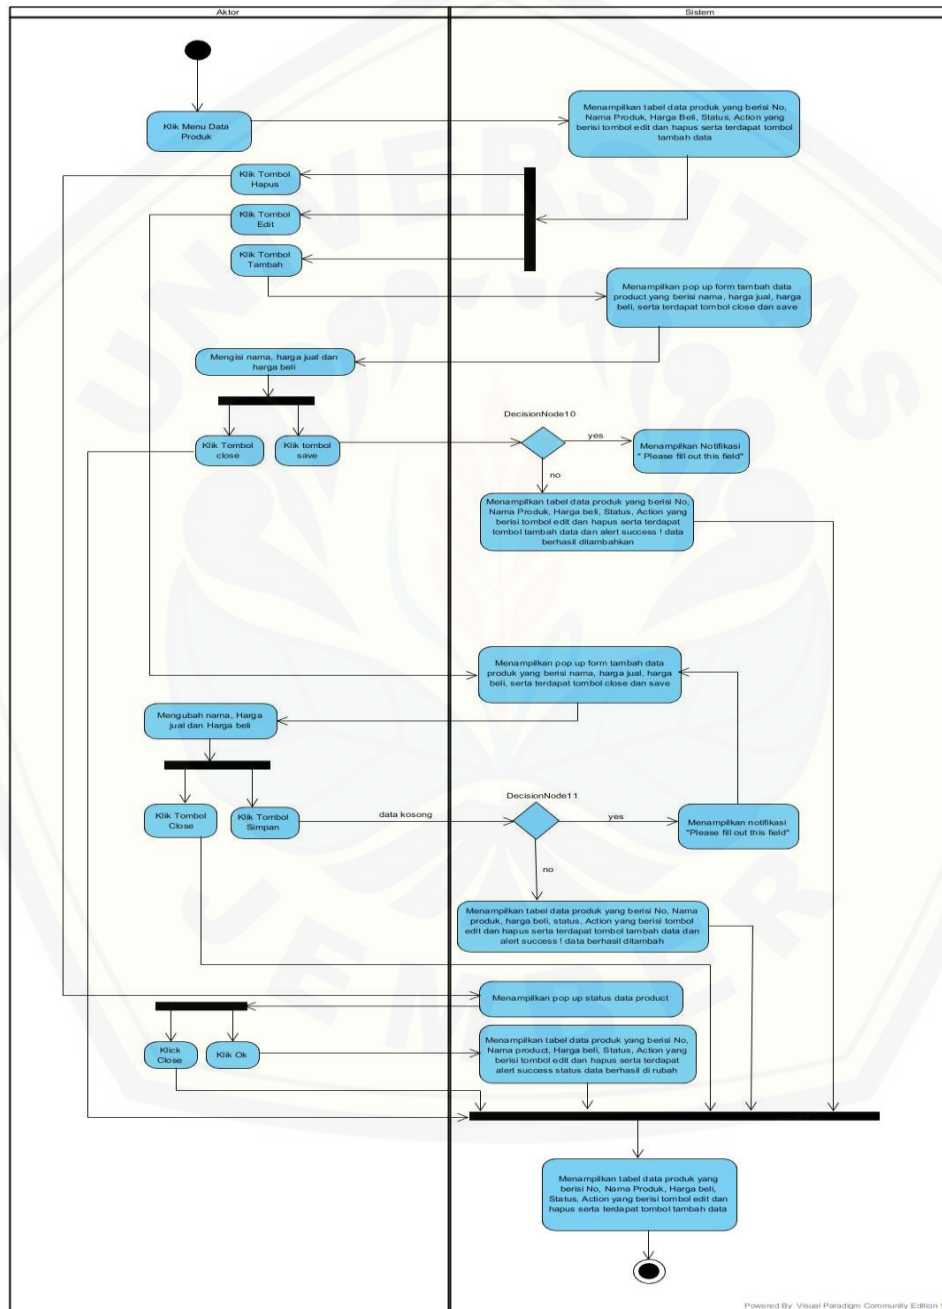 Aktor
Sistem
Klik Menu Data
Produk
Menampilkan tabel data produk yang berisi No,
Nama Produk, Harga Beli, Status, Action yang
berisi tombol edit dan hapus serta terdapat tombol
tambah data
Klik Tombol
Hapus
Klik Tombol
Edit
Klik Tombol
Tambah
Menampilkan pop up form tambah data
product yang berisi nama, harga jual, harga
beli, serta terdapat tombol close dan save
Mengisi nama, harga jual dan
harga beli
Klik Tombol
close
Klik tombol
save
DecisionNode10
yes
Menampilkan Notifikasi
" Please fill out this field"
no
Menampilkan tabel data produk yang berisi No,
Nama Produk, Harga beli, Status, Action yang
berisi tombol edit dan hapus serta terdapat
tombol tambah data dan alert success ! data
berhasil ditambahkan
Menampilkan pop up form tambah data
produk yang berisi nama, harga jual, harga
beli, serta terdapat tombol close dan save
Mengubah nama, Harga
jual dan Harga beli
Klik Tombol
Close
Klik Tombol
Simpan
data kosong
DecisionNode11
yes
Menampilkan notifikasi
"Please fill out this field"
no
Menampilkan tabel data produk yang berisi No, Nama
produk, harga beli, status, Action yang berisi tombol
edit dan hapus serta terdapat tombol tambah data dan
alert success ! data berhasil ditambah
Menampilkan pop up status data product
Klick
Close
Klik Ok
Menampilkan tabel data produk yang berisi No,
Nama product, Harga beli, Status, Action yang
berisi tombol edit dan hapus serta terdapat
alert success status data berhasil di rubah
Menampilkan tabel data produk yang
berisi No, Nama Produk, Harga beli,
Status, Action yang berisi tombol edit dan
hapus serta terdapat tombol tambah data
Powered By Visual Paradigm Community Edition
UNIVERSITAS
JEMBER